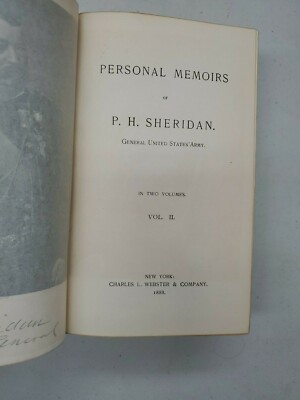 PERSONAL MEMOIRS
OF
P. H. SHERIDAN,
GENERAL UNITED STATES ARMY.
IN TWO VOLUMES.
VOL. II.
NEW YORK:
CHARLES L. WEBSTER & COMPANY.
1888.
General